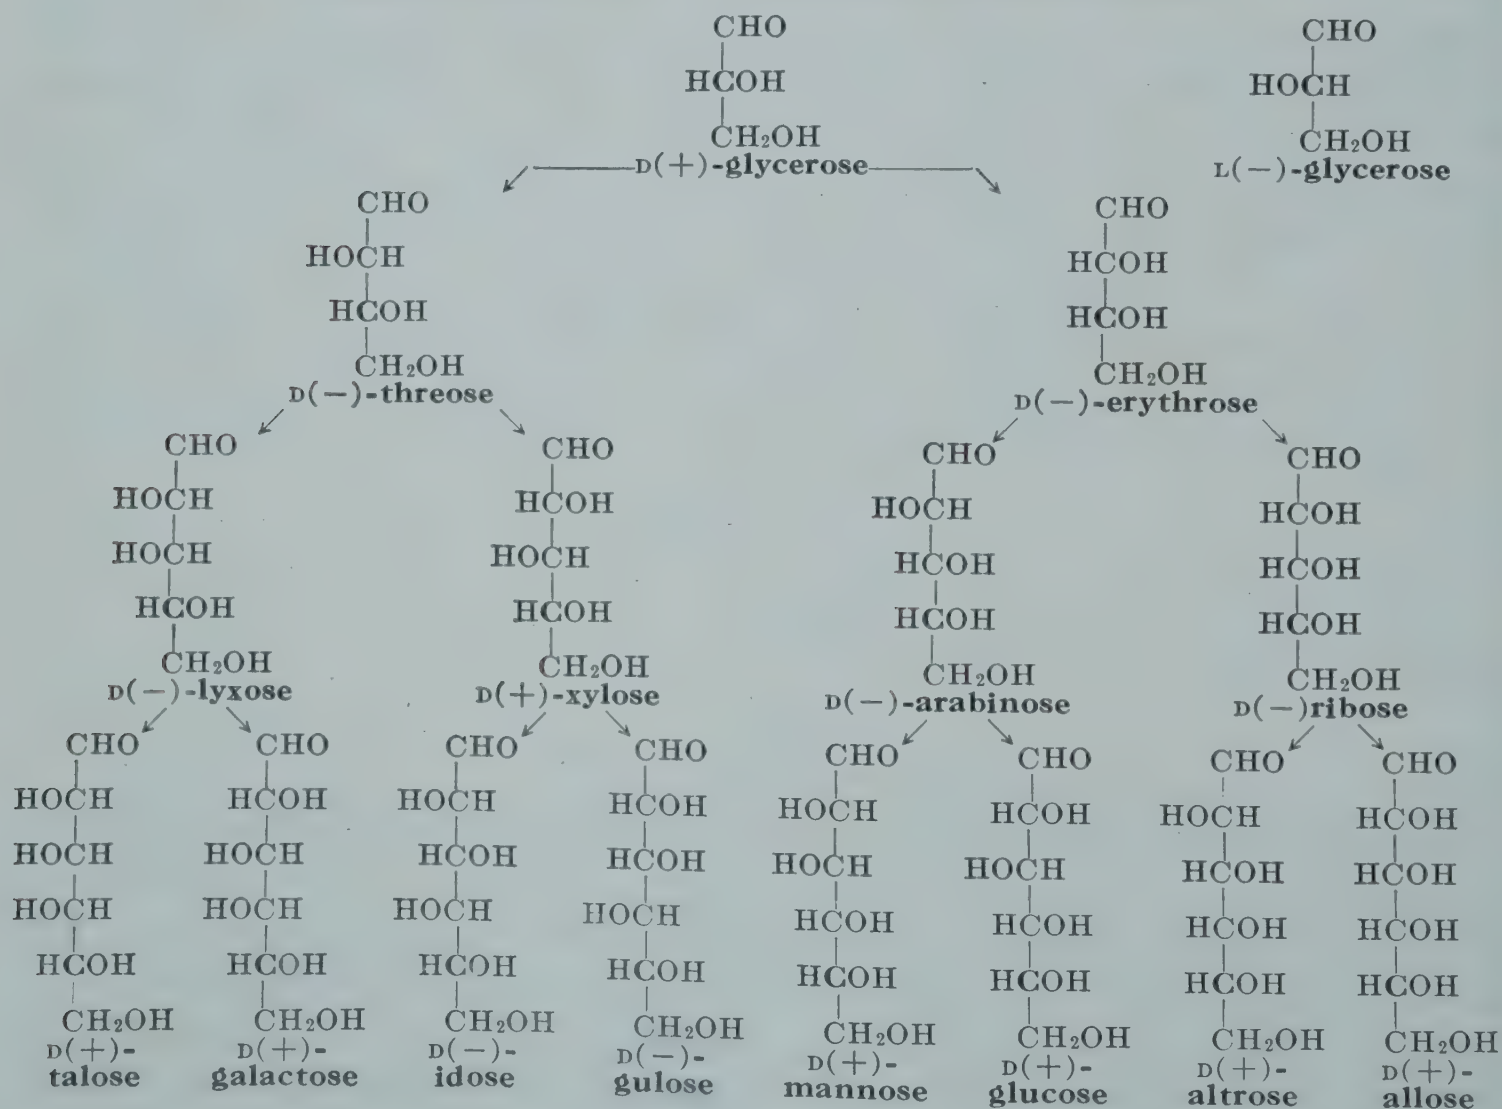 CHO CHO
HCOH HOCH
CH₂OH CH₂OH
D(+)-glycerose L(−)-glycerose
CHO CHO
HOCH HCOH
HCOH HCOH
CH₂OH CH₂OH
D(−)-threose D(−)-erythrose
CHO CHO CHO CHO
HOCH HCOH HOCH HCOH
HOCH HOCH HCOH HCOH
HCOH HCOH HCOH HCOH
CH₂OH CH₂OH CH₂OH CH₂OH
D(−)-lyxose D(+)-xylose D(−)-arabinose D(−)ribose
CHO CHO CHO CHO CHO CHO CHO CHO
HOCH HCOH HOCH HCOH HOCH HCOH HOCH HCOH
HOCH HOCH HCOH HCOH HOCH HOCH HCOH HCOH
HOCH HOCH HOCH HOCH HCOH HCOH HCOH HCOH
HCOH HCOH HCOH HCOH HCOH HCOH HCOH HCOH
CH₂OH CH₂OH CH₂OH CH₂OH CH₂OH CH₂OH CH₂OH CH₂OH
D(+)- D(+)- D(−)- D(−)- D(+)- D(+)- D(+)- D(+)-
talose galactose idose gulose mannose glucose altrose allose